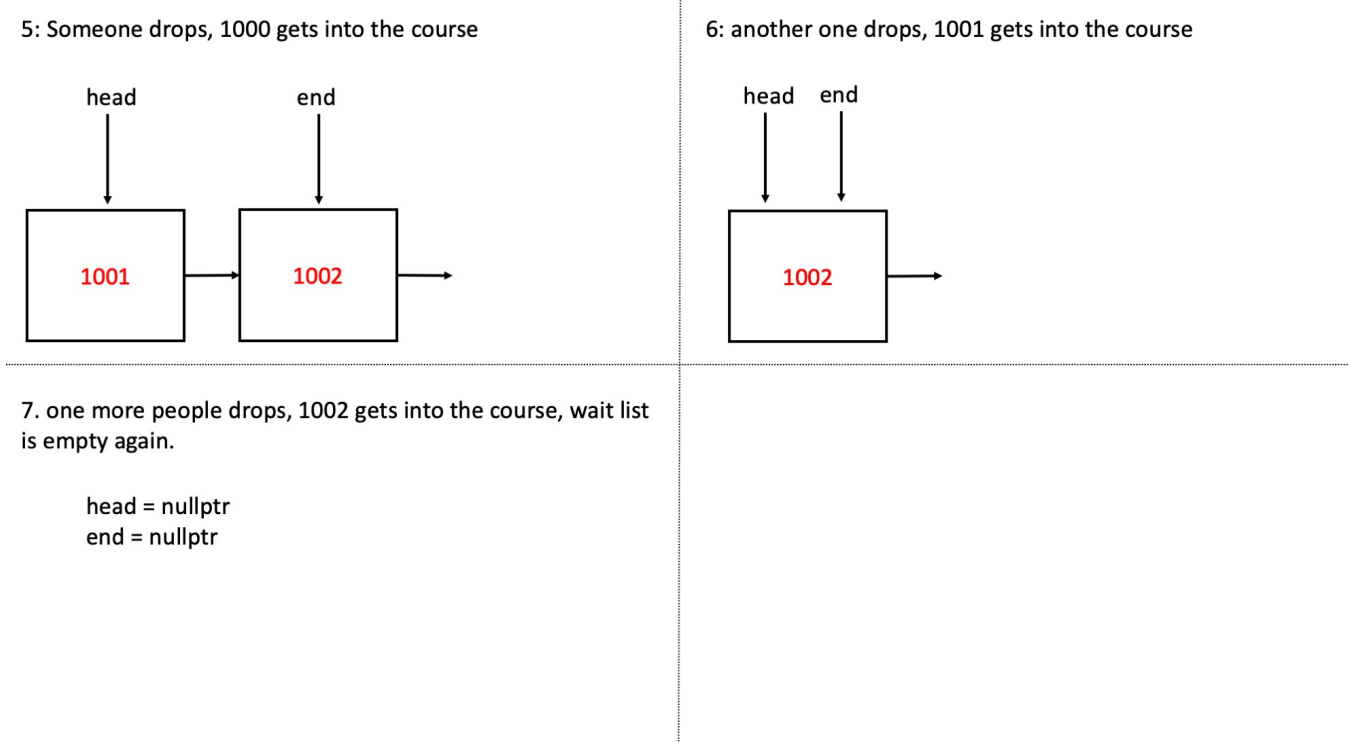 5: Someone drops, 1000 gets into the course
head
end
1001
1002
6: another one drops, 1001 gets into the course
head end
1002
7. one more people drops, 1002 gets into the course, wait list
is empty again.
head = nullptr
end = nullptr